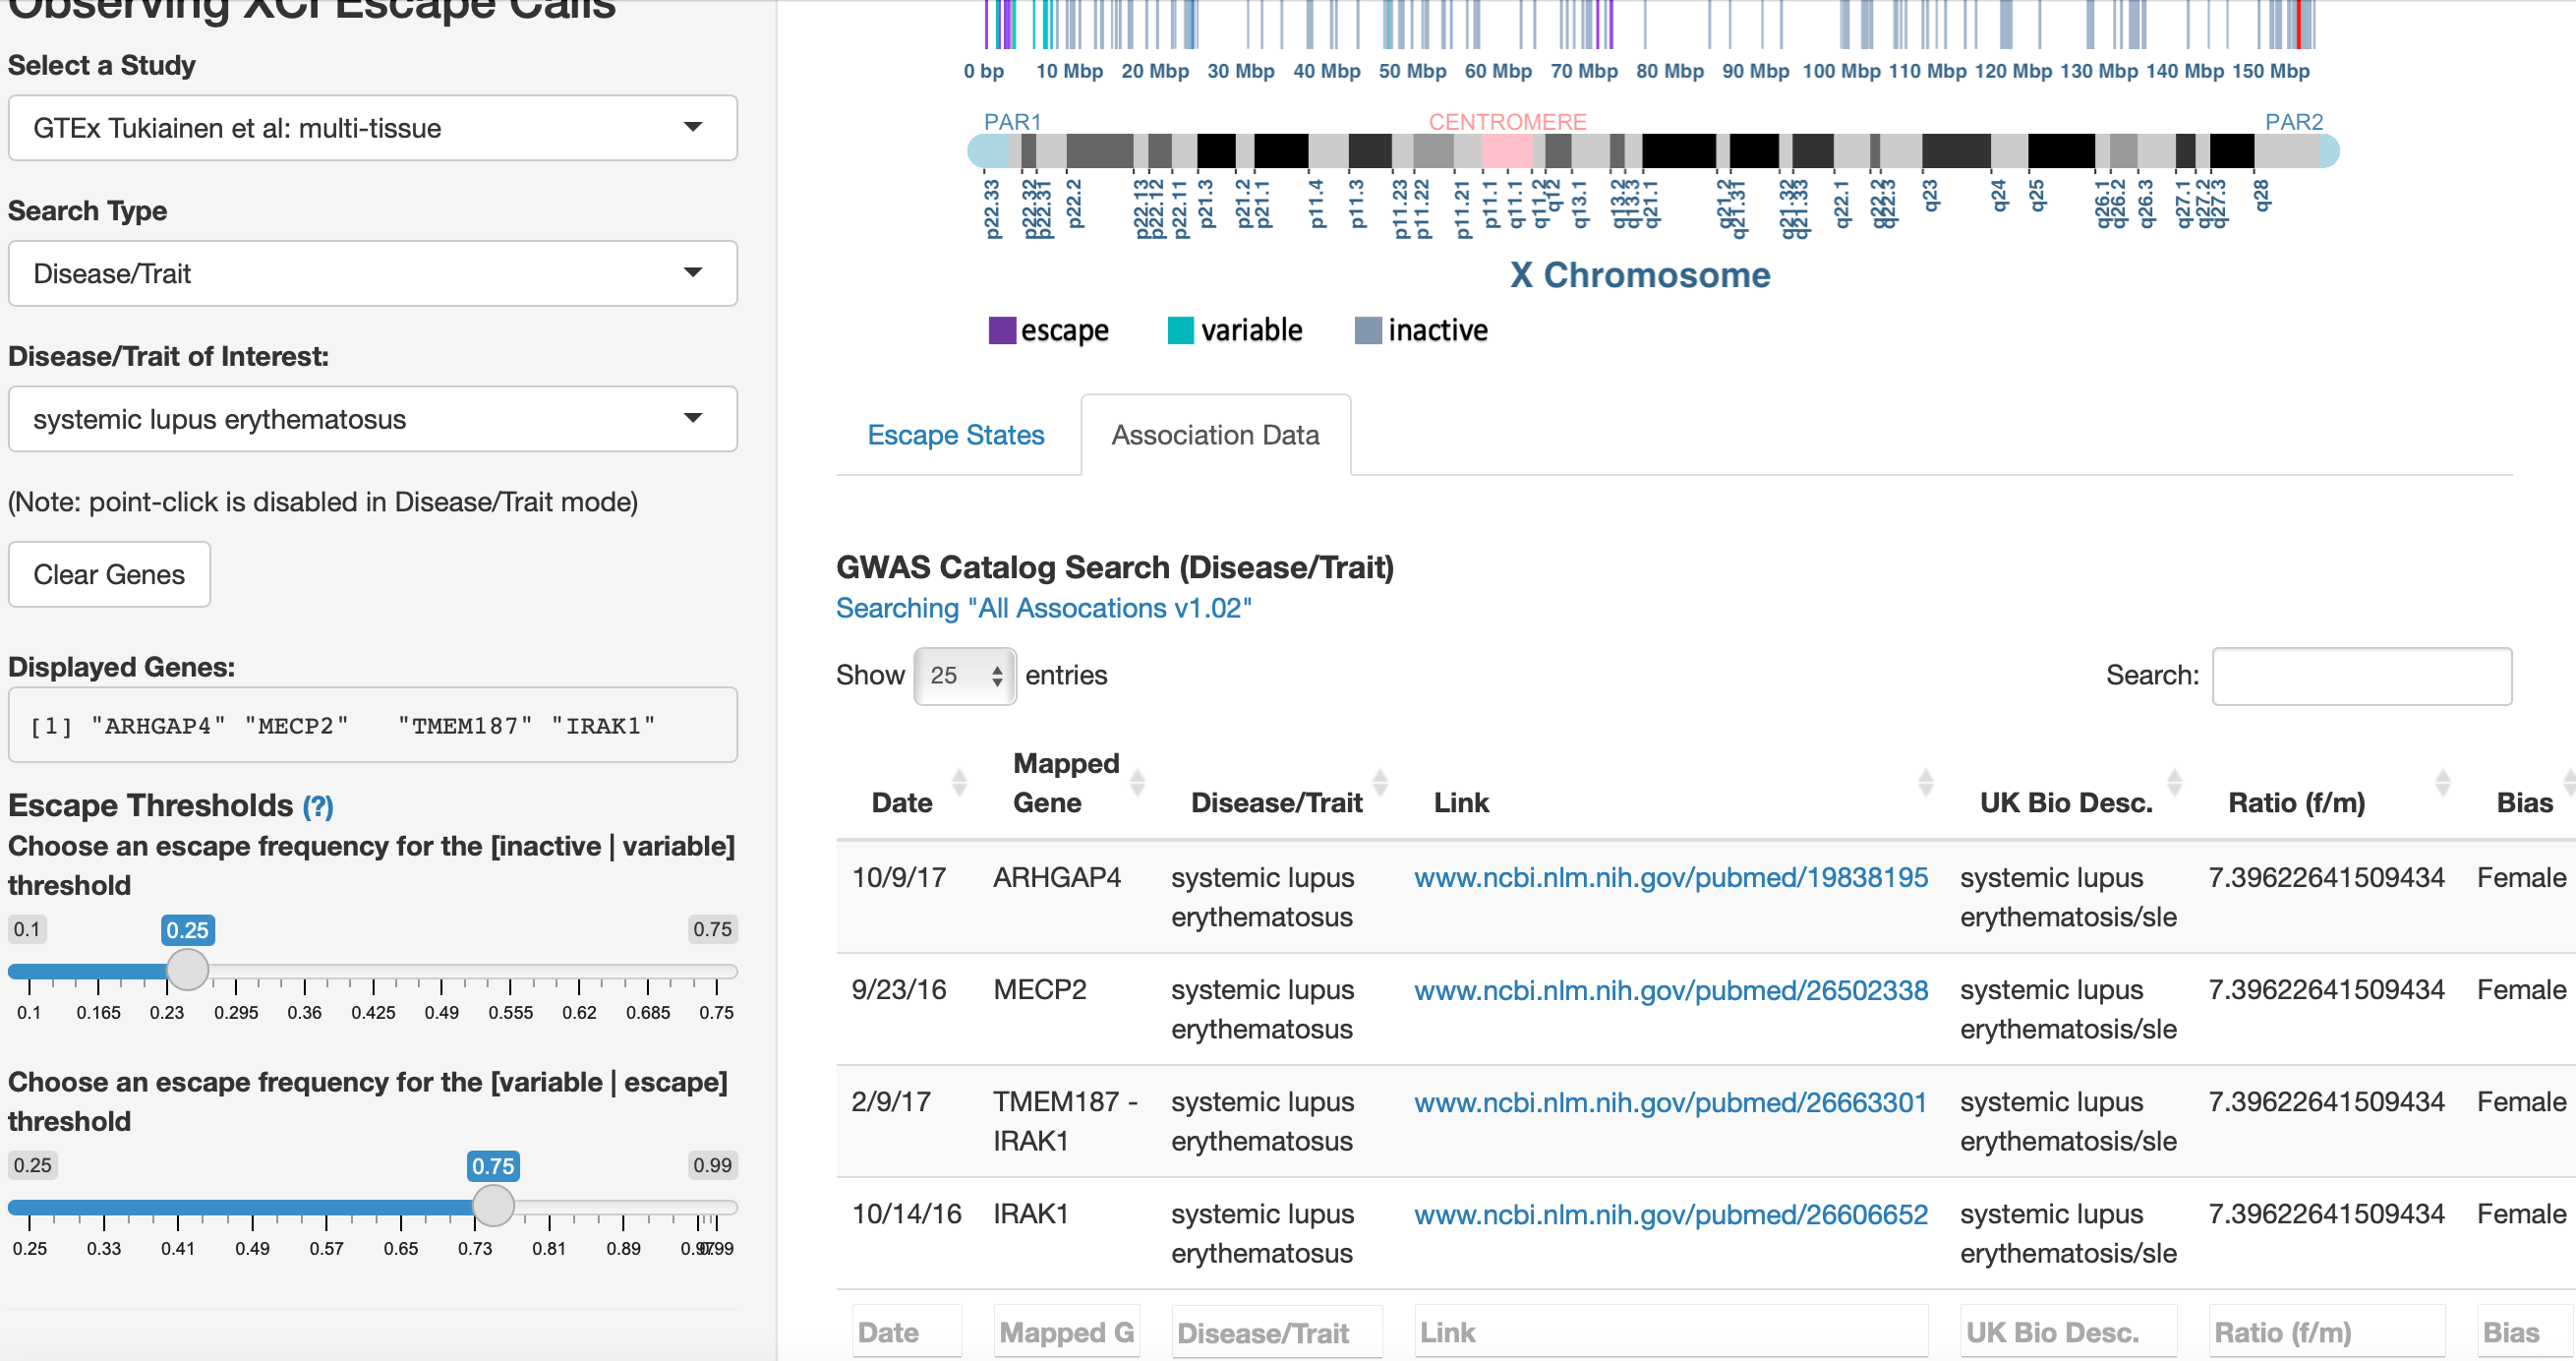 Observing XCI Escape Calls
Select a Study
GTEx Tukiainen et al: multi-tissue
Search Type
Disease/Trait
Disease/Trait of Interest:
systemic lupus erythematosus
(Note: point-click is disabled in Disease/Trait mode)
Clear Genes
Displayed Genes:
[1] "ARHGAP4" "MECP2" "TMEM187" "IRAK1"
Escape Thresholds (?)
Choose an escape frequency for the [inactive | variable]
threshold
0.1 0.25 0.75
0.1 0.165 0.23 0.295 0.36 0.425 0.49 0.555 0.62 0.685 0.75
Choose an escape frequency for the [variable | escape]
threshold
0.25 0.75 0.99
0.25 0.33 0.41 0.49 0.57 0.65 0.73 0.81 0.89 0.97 0.99
0 bp 10 Mbp 20 Mbp 30 Mbp 40 Mbp 50 Mbp 60 Mbp 70 Mbp 80 Mbp 90 Mbp 100 Mbp 110 Mbp 120 Mbp 130 Mbp 140 Mbp 150 Mbp
PAR1 CENTROMERE PAR2
p22.33 p22.32 p22.31 p22.2 p22.13 p22.12 p22.11 p21.3 p21.2 p21.1 p11.4 p11.3 p11.23 p11.22 p11.21 p11.1 q11.1 q11.2 q12 q13.1 q13.2 q13.3 q21.1 q21.2 q21.31 q21.32 q21.33 q22.1 q22.2 q22.3 q23 q24 q25 q26.1 q26.2 q26.3 q27.1 q27.2 q27.3 q28
X Chromosome
escape variable inactive
Escape States Association Data
GWAS Catalog Search (Disease/Trait)
Searching "All Assocations v1.02"
Show 25 entries Search:
Date Mapped Gene Disease/Trait Link UK Bio Desc. Ratio (f/m) Bias
10/9/17 ARHGAP4 systemic lupus www.ncbi.nlm.nih.gov/pubmed/19838195 systemic lupus 7.39622641509434 Female
erythematosus erythematosis/sle
9/23/16 MECP2 systemic lupus www.ncbi.nlm.nih.gov/pubmed/26502338 systemic lupus 7.39622641509434 Female
erythematosus erythematosis/sle
2/9/17 TMEM187 - systemic lupus www.ncbi.nlm.nih.gov/pubmed/26663301 systemic lupus 7.39622641509434 Female
IRAK1 erythematosus erythematosis/sle
10/14/16 IRAK1 systemic lupus www.ncbi.nlm.nih.gov/pubmed/26606652 systemic lupus 7.39622641509434 Female
erythematosus erythematosis/sle
Date Mapped G Disease/Trait Link UK Bio Desc. Ratio (f/m) Bias